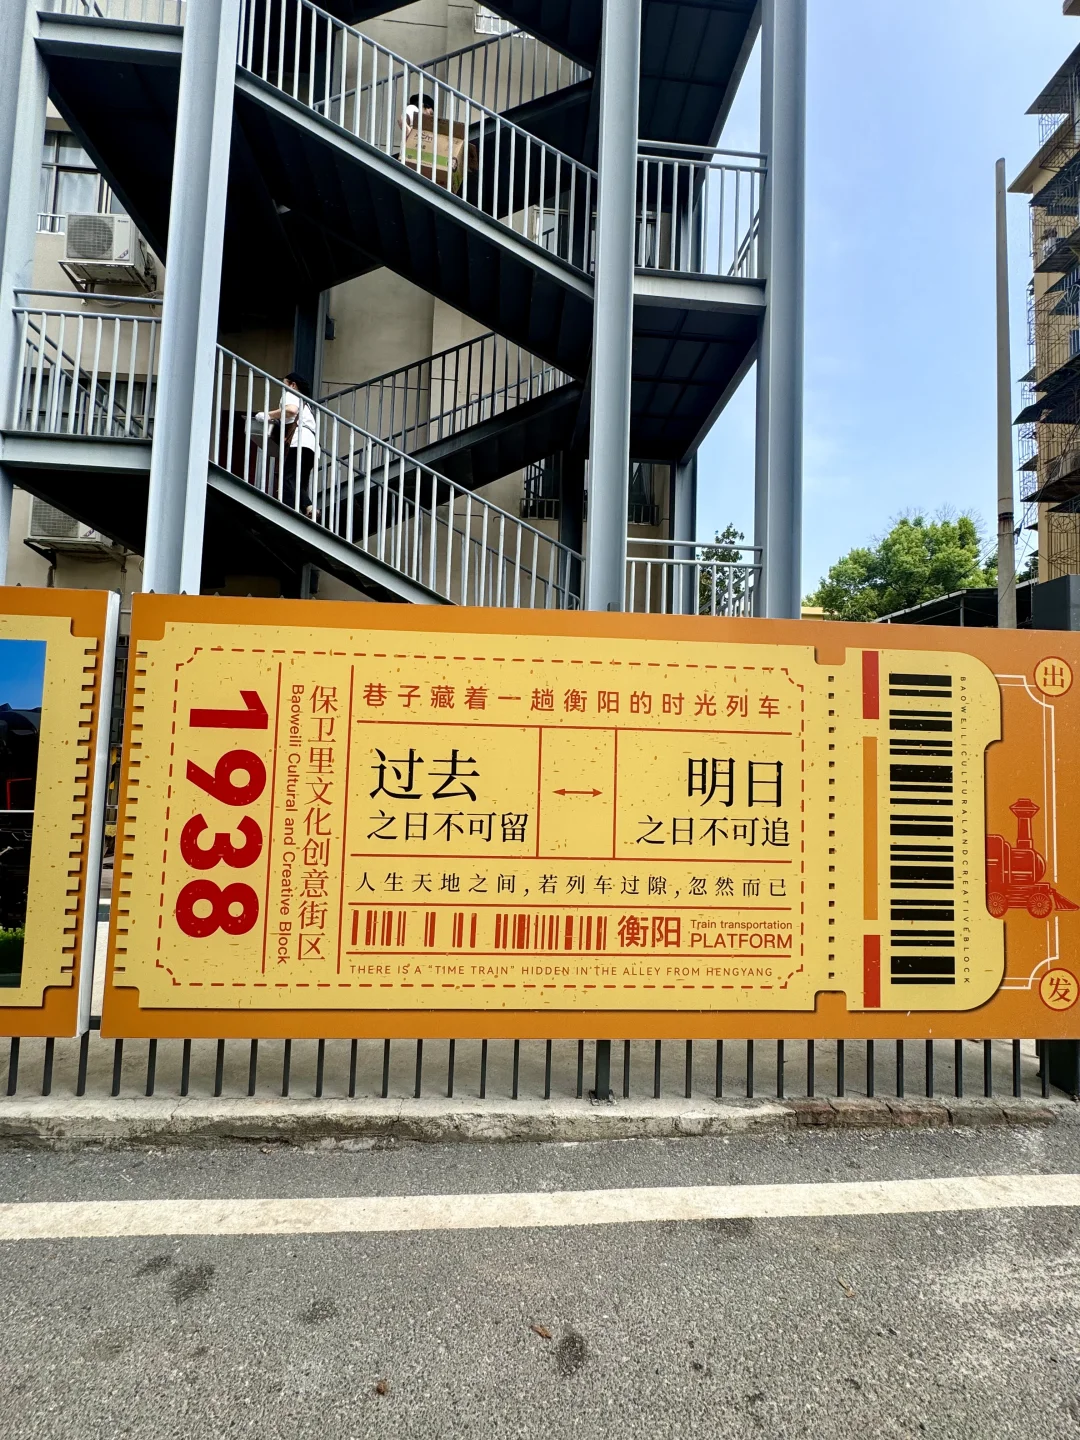 1938
保卫里文化创意街区
Baoweili Cultural and Creative Block
巷子藏着一趟衡阳的时光列车
过去
之日不可留
明日
之日不可追
人生天地之间,若列车过隙,忽然而已
衡阳
Train transportation
PLATFORM
THERE IS A "TIME TRAIN" HIDDEN IN THE ALLEY FROM HENGYANG
BAOWEILICULTURALANDCREATIVEBLOCK
出
发